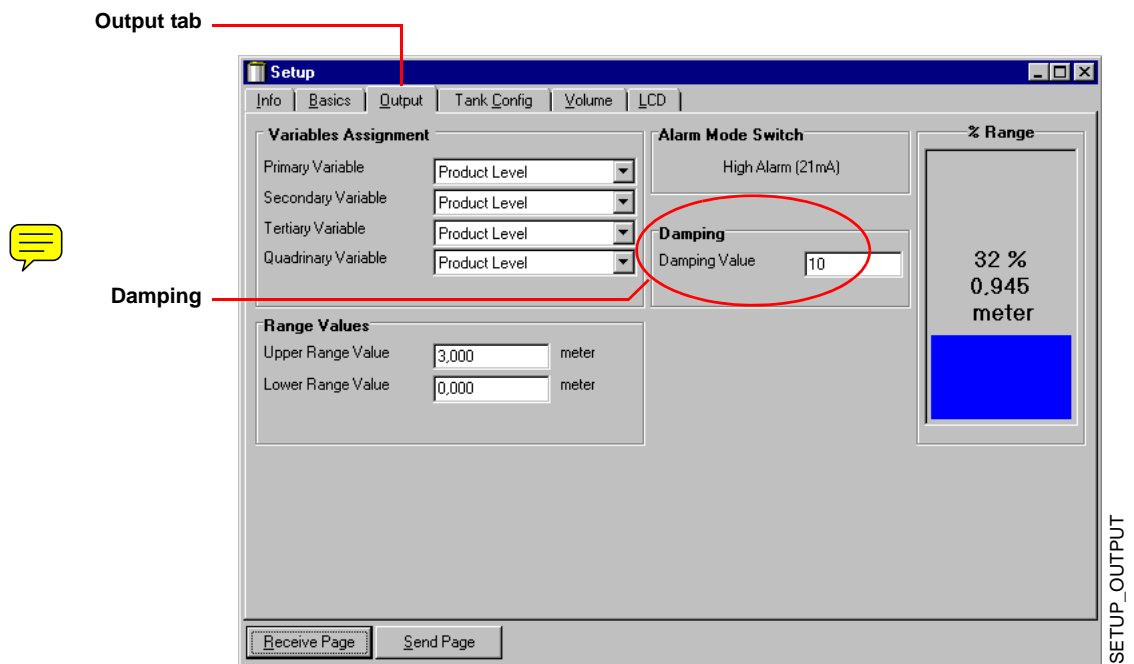 Output tab
Setup
Info Basics Output Tank Config Volume LCD
Variables Assignment
Primary Variable Product Level
Secondary Variable Product Level
Tertiary Variable Product Level
Quadrinary Variable Product Level
Alarm Mode Switch
High Alarm (21mA)
Damping
Damping Value 10
% Range
32 %
0,945
meter
Damping
Range Values
Upper Range Value 3,000 meter
Lower Range Value 0,000 meter
Receive Page Send Page
SETUP_OUTPUT